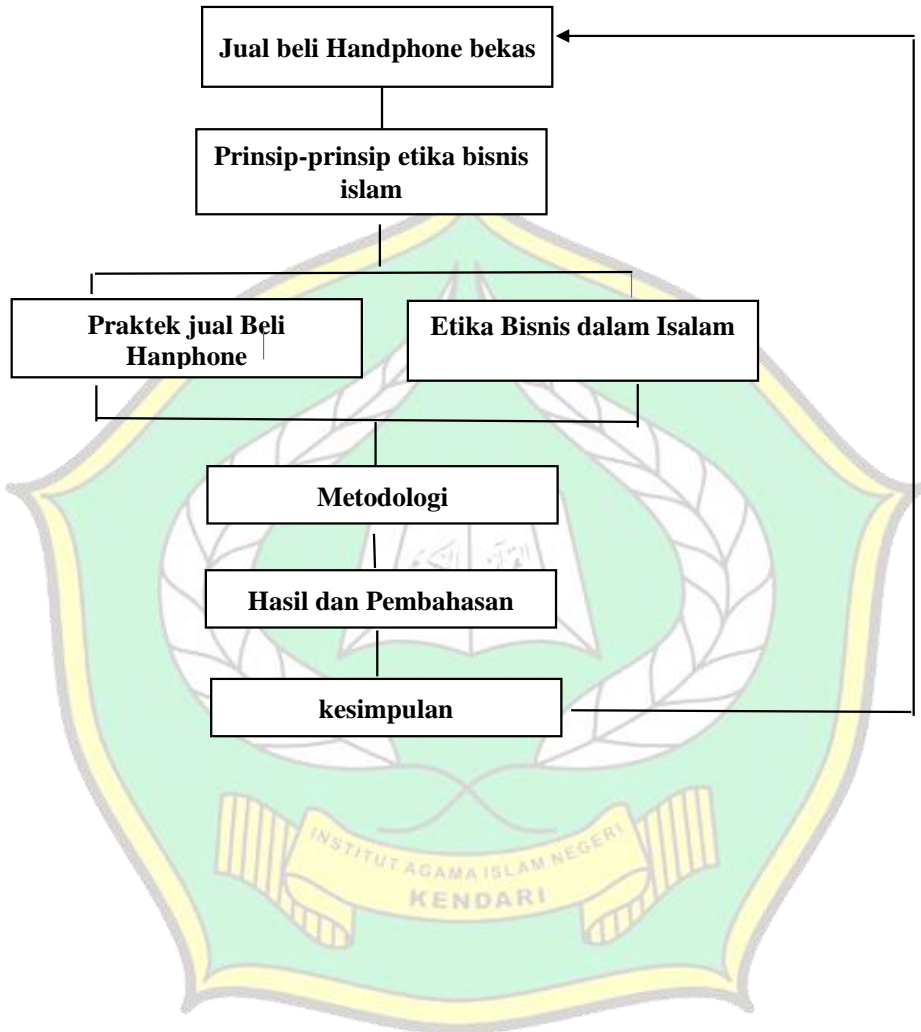 Jual beli Handphone bekas
Prinsip-prinsip etika bisnis
islam
Praktek jual Beli
Hanphone
Etika Bisnis dalam Isalam
Metodologi
Hasil dan Pembahasan
kesimpulan
INSTITUT AGAMA ISLAM NEGERI
KENDARI